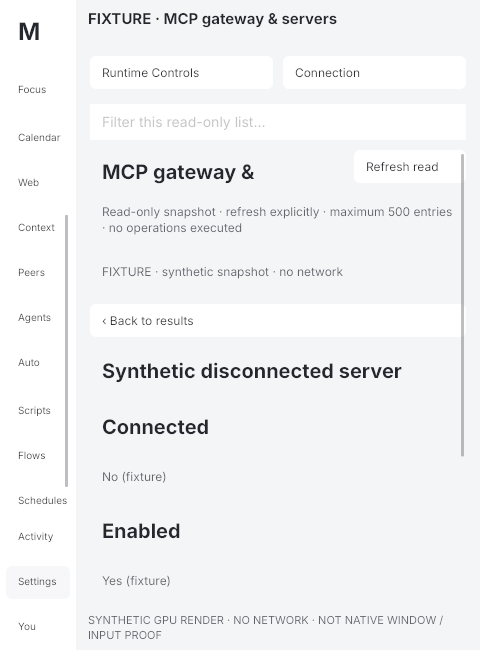 M
Focus
Calendar
Web
Context
Peers
Agents
Auto
Scripts
Flows
Schedules
Activity
Settings
You
FIXTURE · MCP gateway & servers
Runtime Controls
Connection
Filter this read-only list...
MCP gateway &
Refresh read
Read-only snapshot · refresh explicitly · maximum 500 entries
· no operations executed
FIXTURE · synthetic snapshot · no network
‹ Back to results
Synthetic disconnected server
Connected
No (fixture)
Enabled
Yes (fixture)
SYNTHETIC GPU RENDER · NO NETWORK · NOT NATIVE WINDOW /
INPUT PROOF